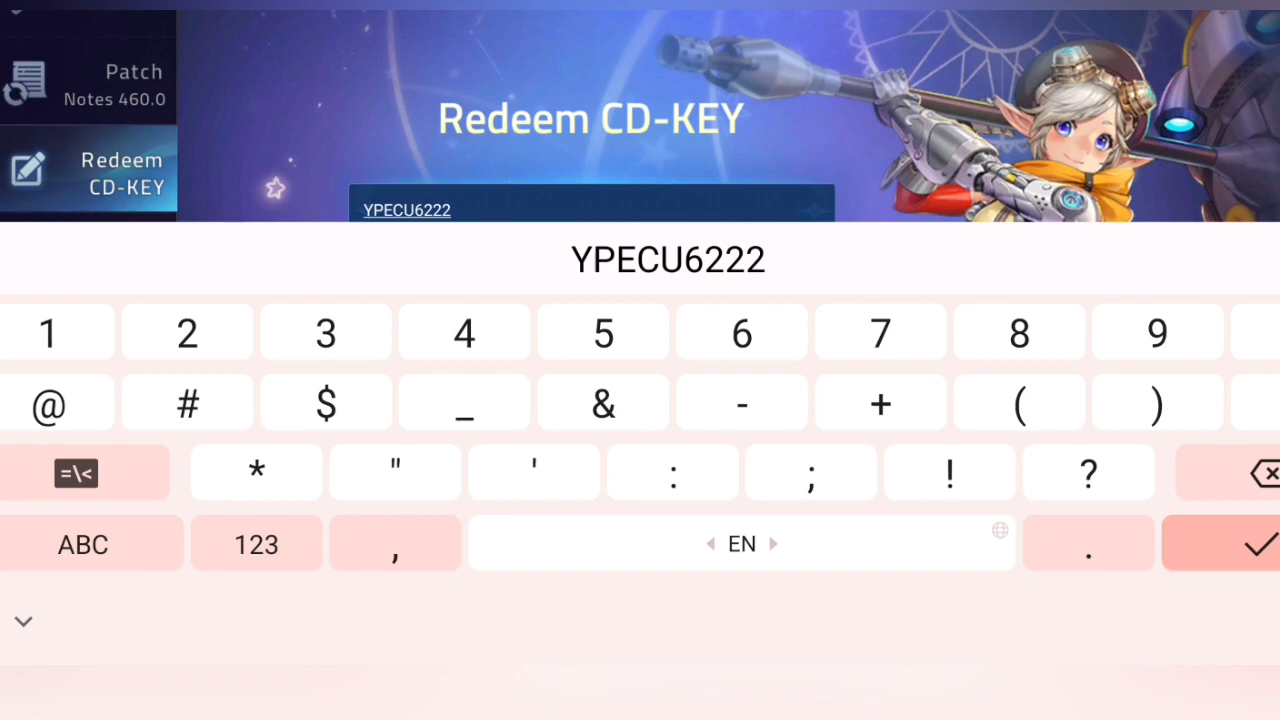 Patch
Notes 460.0
Redeem
CD-KEY
Redeem CD-KEY
YPECU6222
YPECU6222
1 2 3 4 5 6 7 8 9
@ # $ _ & - + ( )
=\< * " ' : ; ! ?
ABC 123 , EN .